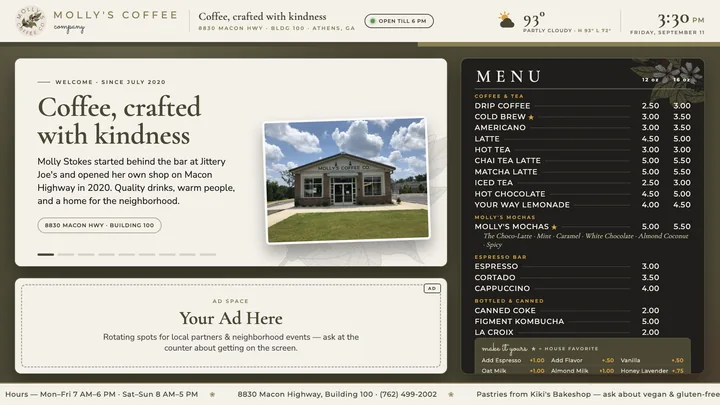 MOLLY'S COFFEE
company
Coffee, crafted with kindness
8830 MACON HWY · BLDG 100 · ATHENS, GA
OPEN TILL 6 PM
93°
PARTLY CLOUDY · H 93° L 72°
3:30 PM
FRIDAY, SEPTEMBER 11
WELCOME · SINCE JULY 2020
Coffee, crafted
with kindness
Molly Stokes started behind the bar at Jittery
Joe's and opened her own shop on Macon
Highway in 2020. Quality drinks, warm people,
and a home for the neighborhood.
8830 MACON HWY · BUILDING 100
MOLLY'S COFFEE CO.
AD
AD SPACE
Your Ad Here
Rotating spots for local partners & neighborhood events — ask at the
counter about getting on the screen.
MENU
12 oz 16 oz
COFFEE & TEA
DRIP COFFEE 2.50 3.00
COLD BREW ★ 3.00 3.50
AMERICANO 3.00 3.00
LATTE 4.50 5.00
HOT TEA 3.00 3.00
CHAI TEA LATTE 5.00 5.50
MATCHA LATTE 5.00 5.50
ICED TEA 2.50 3.00
HOT CHOCOLATE 4.50 5.00
YOUR WAY LEMONADE 4.00 4.50
MOLLY'S MOCHAS
MOLLY'S MOCHAS ★ 5.00 5.50
The Choco-Latte · Mint · Caramel · White Chocolate · Almond Coconut
· Spicy
ESPRESSO BAR
ESPRESSO 3.00
CORTADO 3.50
CAPPUCCINO 4.00
BOTTLED & CANNED
CANNED COKE 2.00
FIGMENT KOMBUCHA 5.00
LA CROIX 2.00
make it yours ★ = HOUSE FAVORITE
Add Espresso +1.00 Add Flavor +.50 Vanilla +.50
Oat Milk +1.00 Almond Milk +1.00 Honey Lavender +.75
Hours — Mon–Fri 7 AM–6 PM · Sat–Sun 8 AM–5 PM
8830 Macon Highway, Building 100 · (762) 499-2002
Pastries from Kiki's Bakeshop — ask about vegan & gluten-free